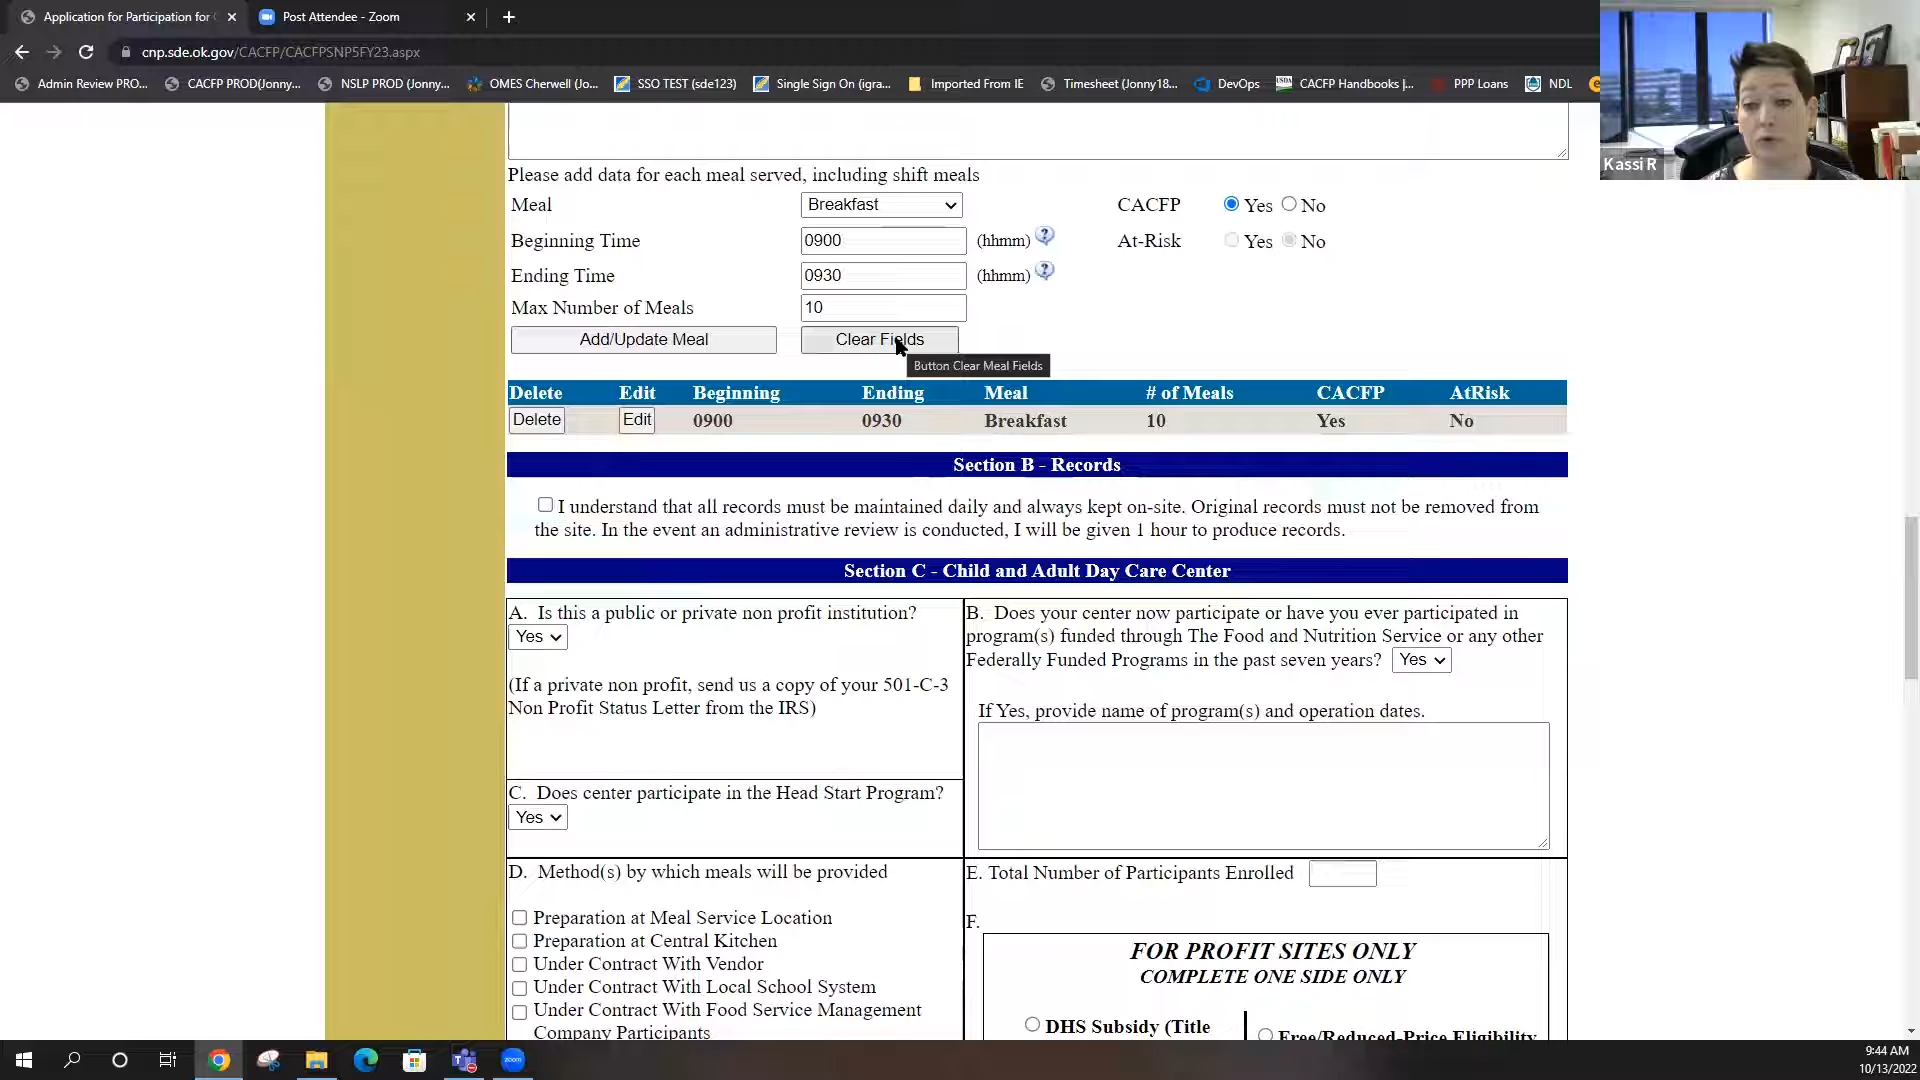 Application for Participation for
Post Attendee - Zoom
cnp.sde.ok.gov/CACFP/CACFPSNP5FY23.aspx
Admin Review PRO... CACFP PROD(Jonny... NSLP PROD (Jonny... OMES Cherwell (Jo... SSO TEST (sde123) Single Sign On (igra... Imported From IE Timesheet (Jonny18... DevOps CACFP Handbooks |... PPP Loans NDL
Kassi R
Please add data for each meal served, including shift meals
Meal Breakfast CACFP Yes No
Beginning Time 0900 (hhmm) At-Risk Yes No
Ending Time 0930 (hhmm)
Max Number of Meals 10
Add/Update Meal Clear Fields
Button Clear Meal Fields
Delete Edit Beginning Ending Meal # of Meals CACFP AtRisk
Delete Edit 0900 0930 Breakfast 10 Yes No
Section B - Records
I understand that all records must be maintained daily and always kept on-site. Original records must not be removed from
the site. In the event an administrative review is conducted, I will be given 1 hour to produce records.
Section C - Child and Adult Day Care Center
A. Is this a public or private non profit institution?
Yes
(If a private non profit, send us a copy of your 501-C-3
Non Profit Status Letter from the IRS)
B. Does your center now participate or have you ever participated in
program(s) funded through The Food and Nutrition Service or any other
Federally Funded Programs in the past seven years? Yes
If Yes, provide name of program(s) and operation dates.
C. Does center participate in the Head Start Program?
Yes
D. Method(s) by which meals will be provided
Preparation at Meal Service Location
Preparation at Central Kitchen
Under Contract With Vendor
Under Contract With Local School System
Under Contract With Food Service Management
Company Participants
E. Total Number of Participants Enrolled
F.
FOR PROFIT SITES ONLY
COMPLETE ONE SIDE ONLY
DHS Subsidy (Title
Free/Reduced-Price Eligibility
zoom
9:44 AM
10/13/2022